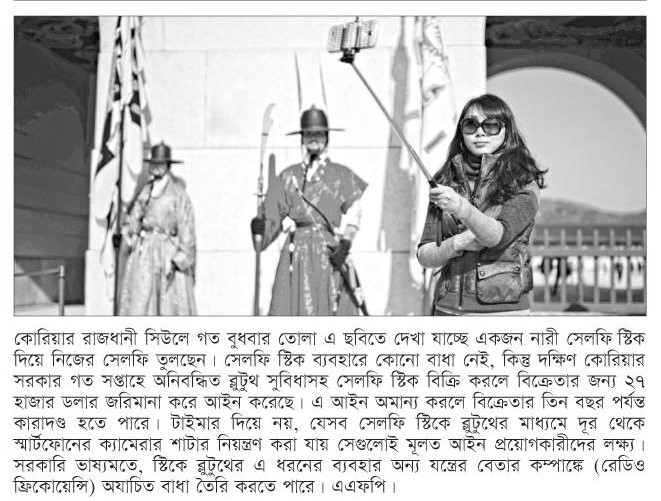 কোরিয়ার রাজধানী সিউলে গত বুধবার তোলা এ ছবিতে দেখা যাচ্ছে একজন নারী সেলফি স্টিক
দিয়ে নিজের সেলফি তুলছেন। সেলফি স্টিক ব্যবহারে কোনো বাধা নেই, কিন্তু দক্ষিণ কোরিয়ার
সরকার গত সপ্তাহে অনিবন্ধিত ব্লুটুথ সুবিধাসহ সেলফি স্টিক বিক্রি করলে বিক্রেতার জন্য ২৭
হাজার ডলার জরিমানা করে আইন করেছে। এ আইন অমান্য করলে বিক্রেতার তিন বছর পর্যন্ত
কারাদণ্ড হতে পারে। টাইমার দিয়ে নয়, যেসব সেলফি স্টিকে ব্লুটুথের মাধ্যমে দূর থেকে
স্মার্টফোনের ক্যামেরার শাটার নিয়ন্ত্রণ করা যায় সেগুলোই মূলত আইন প্রয়োগকারীদের লক্ষ্য।
সরকারি ভাষ্যমতে, স্টিকে ব্লুটুথের এ ধরনের ব্যবহার অন্য যন্ত্রের বেতার কম্পাঙ্কে (রেডিও
ফ্রিকোয়েন্সি) অযাচিত বাধা তৈরি করতে পারে। এএফপি।